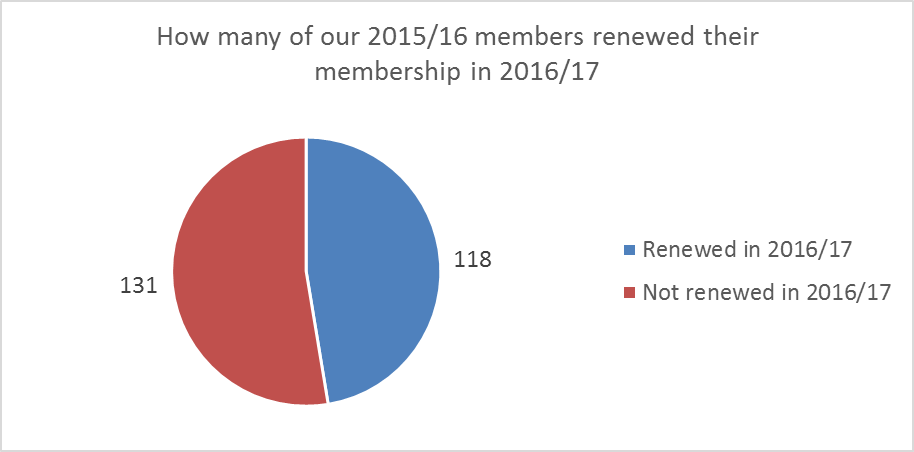 How many of our 2015/16 members renewed their
membership in 2016/17
118
131
Renewed in 2016/17
Not renewed in 2016/17